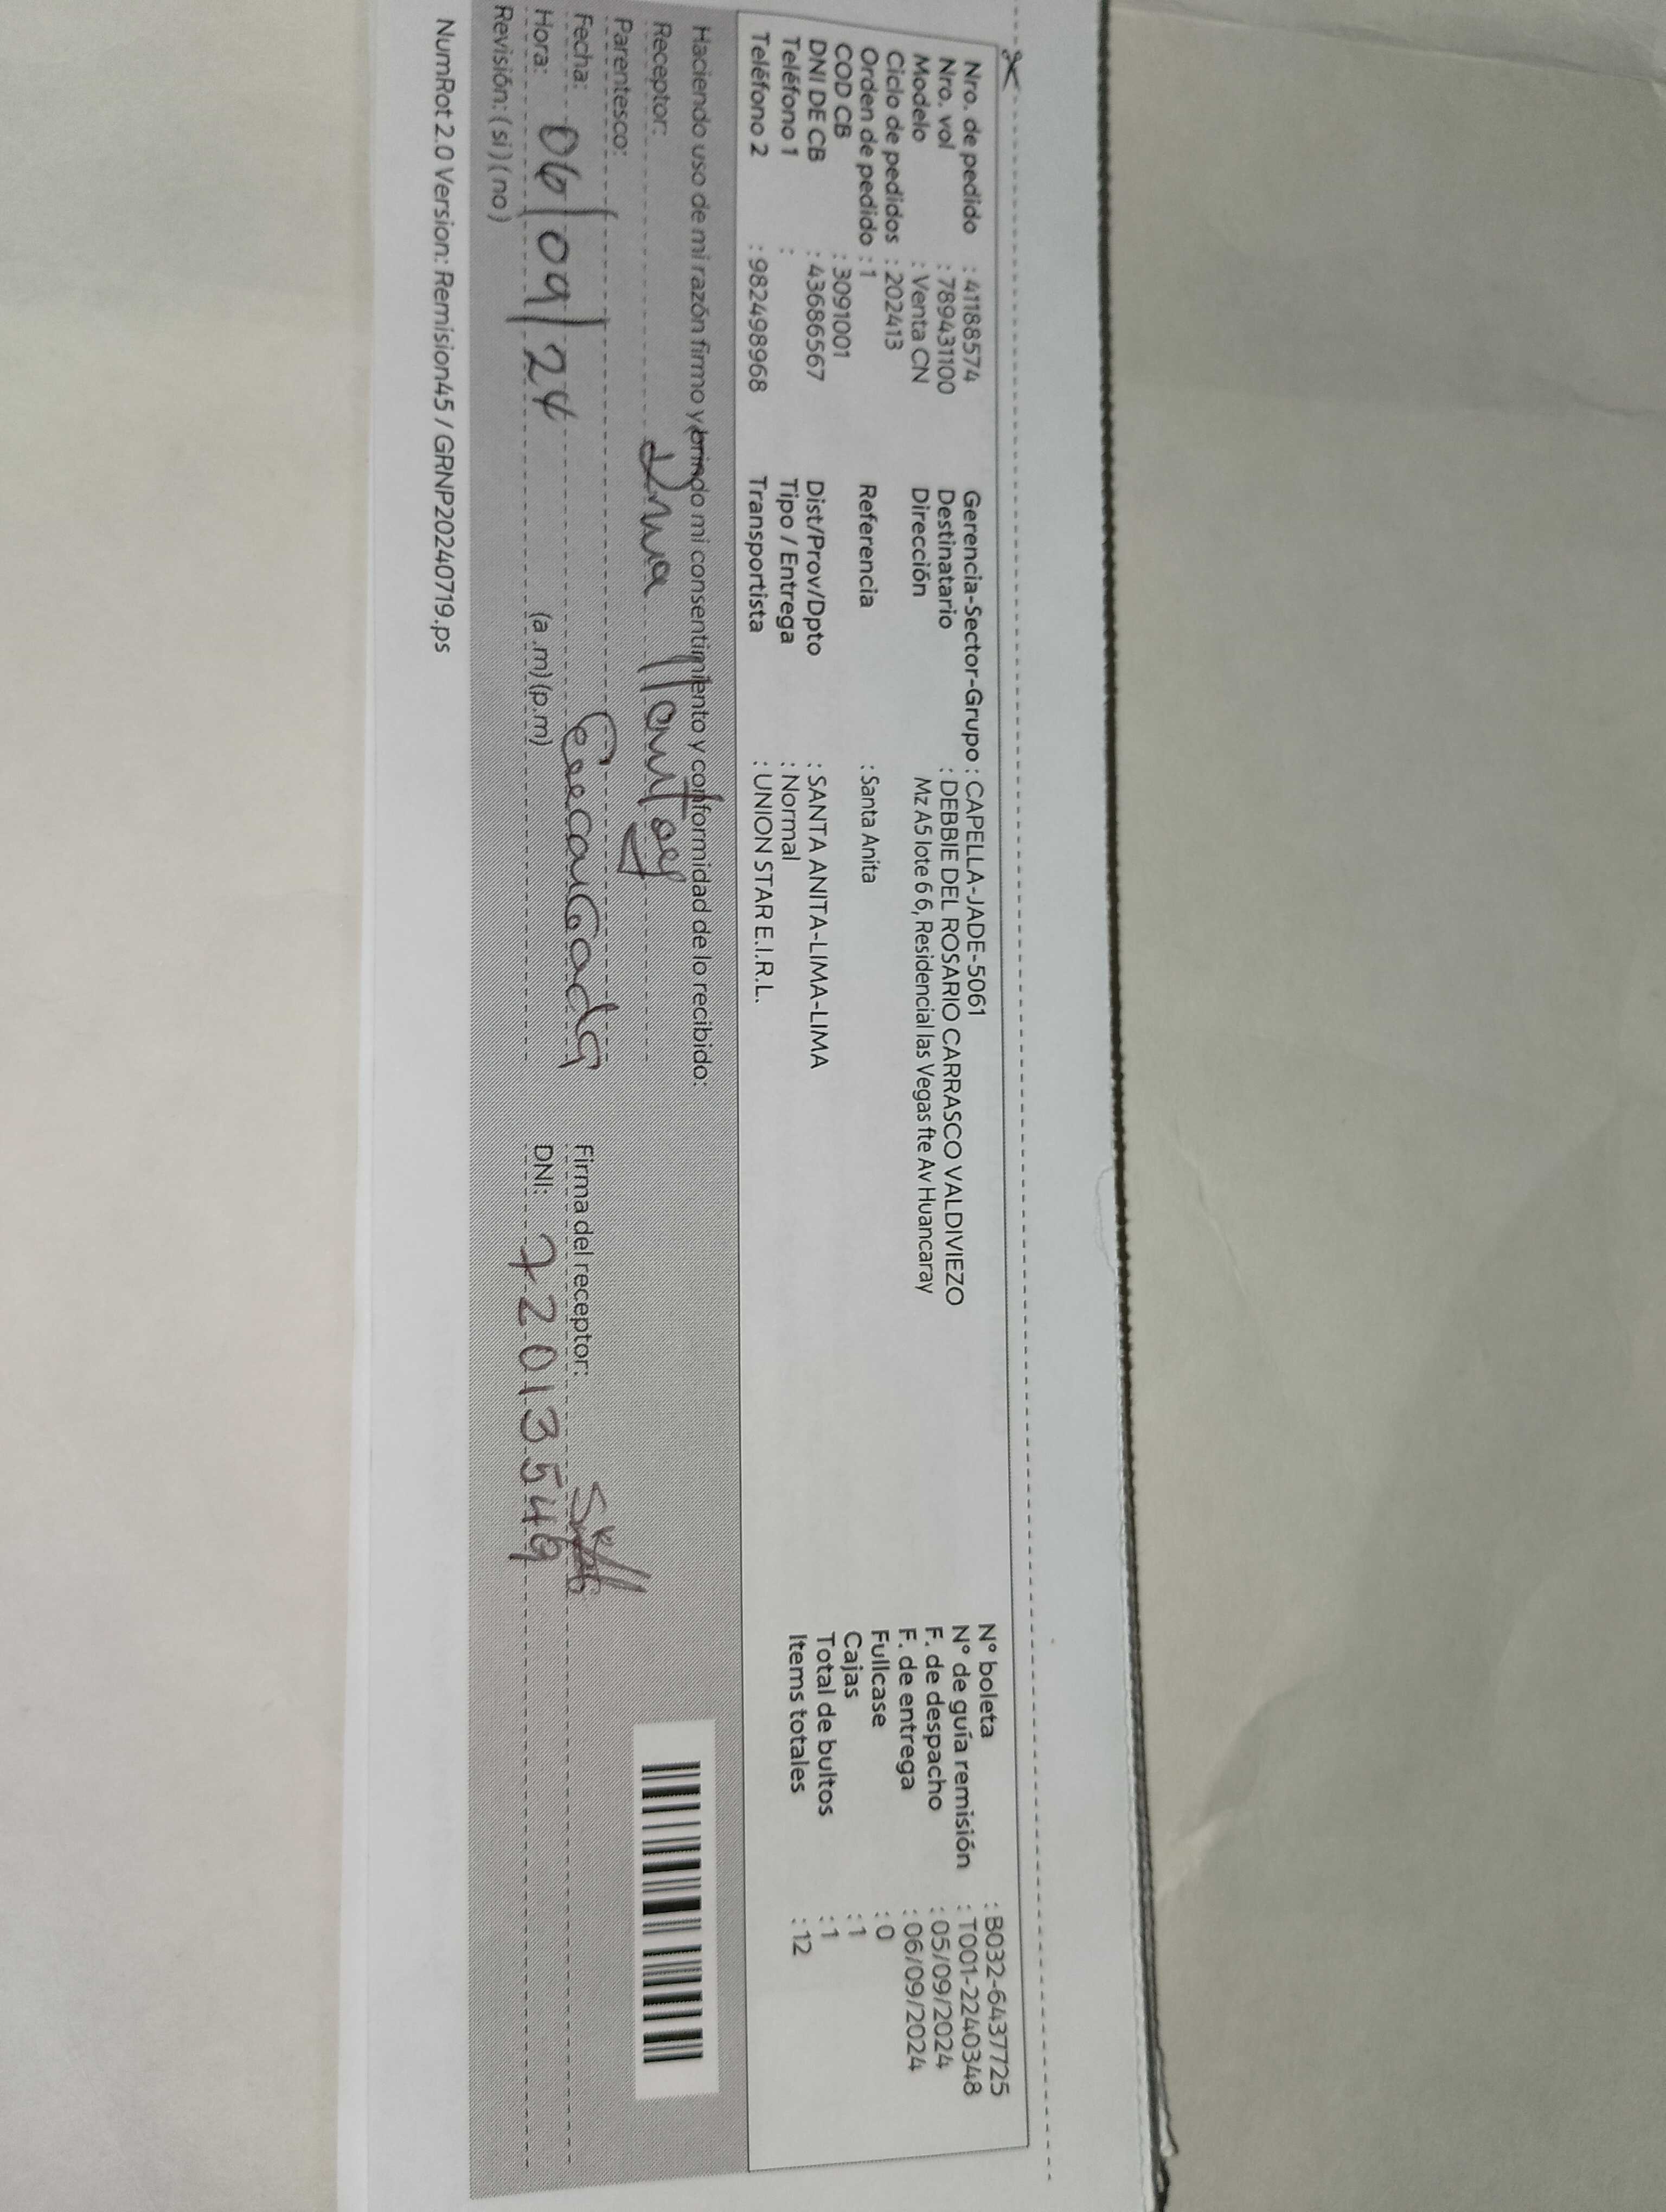 Nro. de pedido : 41188574
Nro. vol : 789431100
Modelo : Venta CN
Ciclo de pedidos : 202413
Orden de pedido : 1
COD CB : 3091001
DNI DE CB : 43686567
Teléfono 1 :
Teléfono 2 : 982498968
Gerencia-Sector-Grupo : CAPELLA-JADE-5061
Destinatario : DEBBIE DEL ROSARIO CARRASCO VALDIVIEZO
Dirección Mz A5 lote 6 6, Residencial las Vegas fte Av Huancaray
Referencia : Santa Anita
Dist/Prov/Dpto : SANTA ANITA-LIMA-LIMA
Tipo / Entrega : Normal
Transportista : UNION STAR E.I.R.L.
N° boleta : B032-6437725
N° de guía remisión : T001-2240348
F. de despacho : 05/09/2024
F. de entrega : 06/09/2024
Fullcase : 0
Cajas : 1
Total de bultos : 1
Items totales : 12
Haciendo uso de mi razón firmo y brindo mi consentimiento y conformidad de lo recibido:
Receptor:
Parentesco:
Fecha: 06/09/24
Firma del receptor:
Hora: (a .m) (p.m)
DNI: 72013549
Revisión: ( si ) ( no )
NumRot 2.0 Version: Remision45 / GRNP20240719.ps